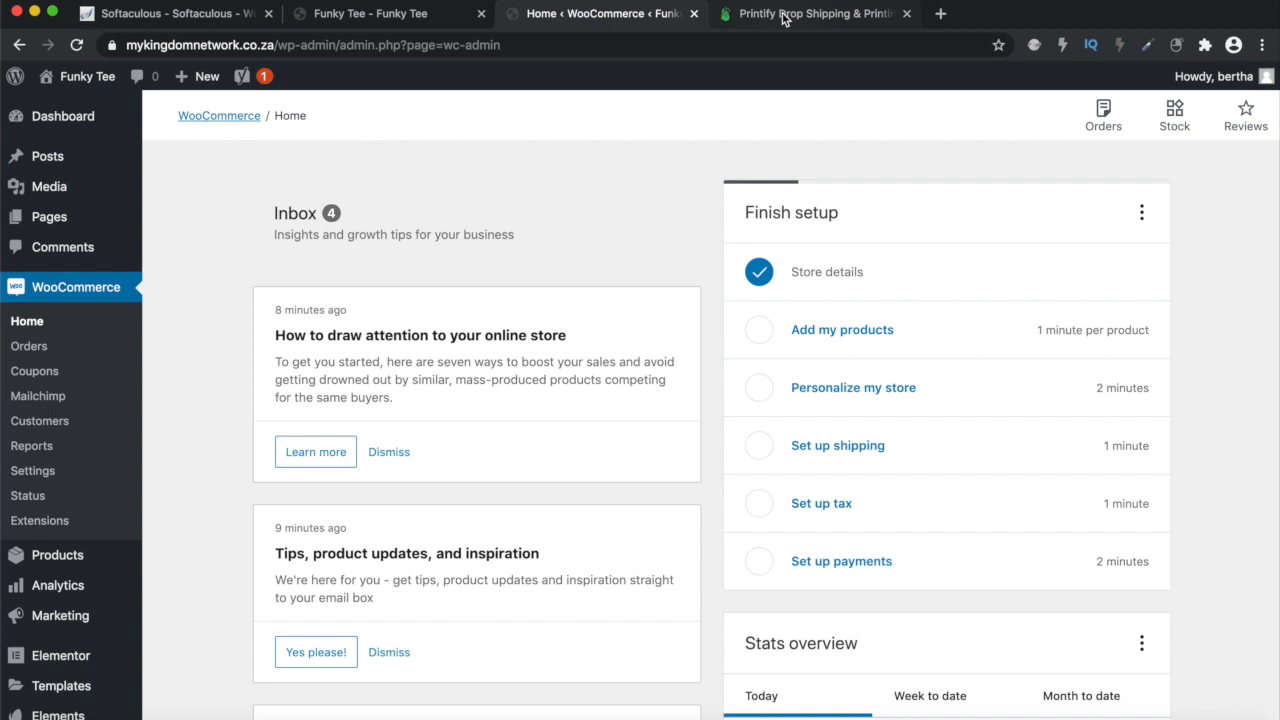 Softaculous - Softaculous - W
Funky Tee - Funky Tee
Home ‹ WooCommerce ‹ Funk
Printify Drop Shipping & Printin
mykingdomnetwork.co.za/wp-admin/admin.php?page=wc-admin
IQ
Funky Tee
0
New
1
Howdy, bertha
Dashboard
Posts
Media
Pages
Comments
WooCommerce
Home
Orders
Coupons
Mailchimp
Customers
Reports
Settings
Status
Extensions
Products
Analytics
Marketing
Elementor
Templates
Elements
WooCommerce / Home
Orders
Stock
Reviews
Inbox 4
Insights and growth tips for your business
8 minutes ago
How to draw attention to your online store
To get you started, here are seven ways to boost your sales and avoid
getting drowned out by similar, mass-produced products competing
for the same buyers.
Learn more
Dismiss
9 minutes ago
Tips, product updates, and inspiration
We're here for you - get tips, product updates and inspiration straight
to your email box
Yes please!
Dismiss
Finish setup
Store details
Add my products
1 minute per product
Personalize my store
2 minutes
Set up shipping
1 minute
Set up tax
1 minute
Set up payments
2 minutes
Stats overview
Today
Week to date
Month to date